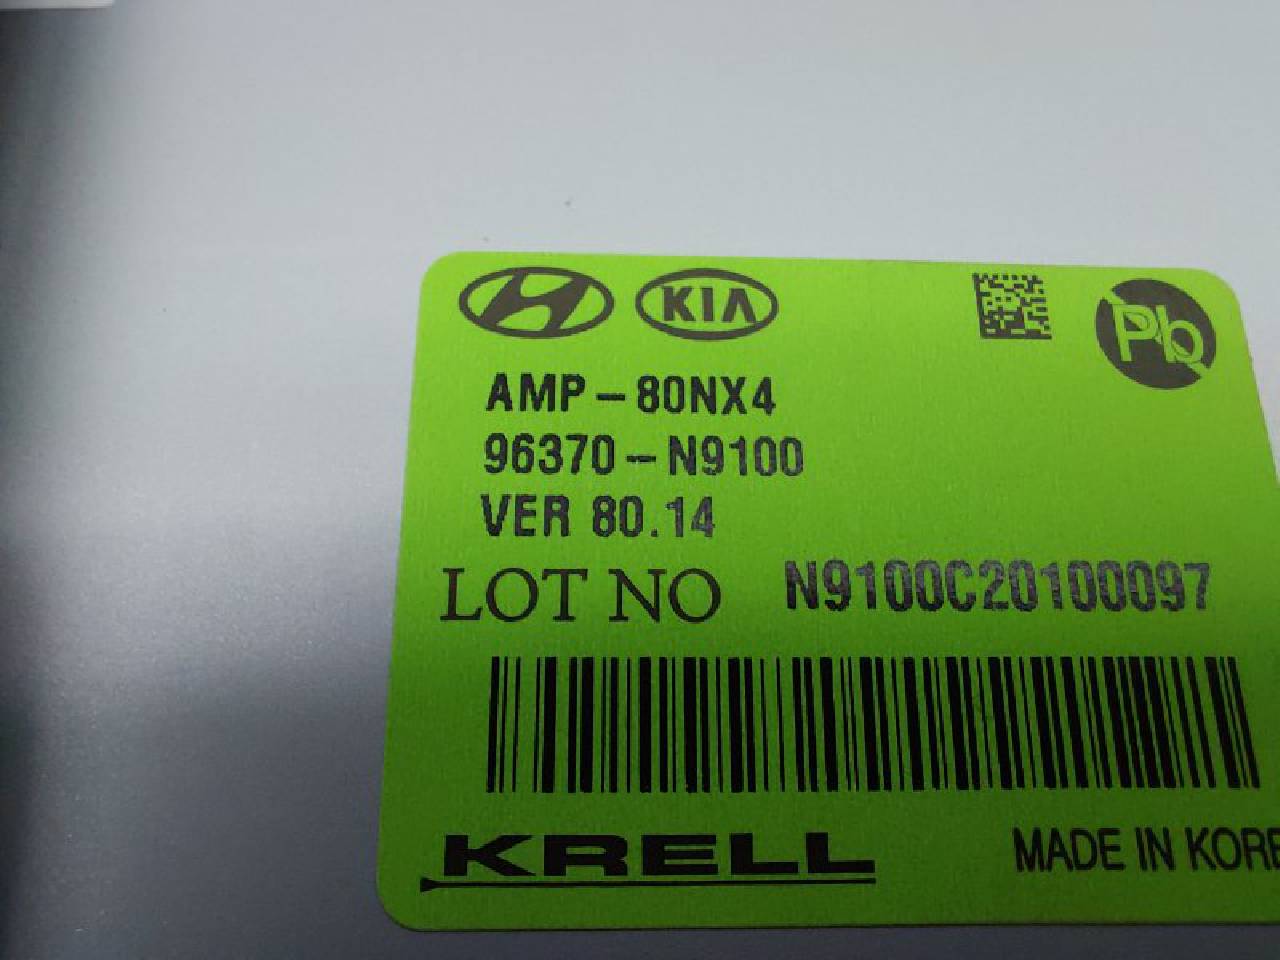 KIA
Pb
AMP-80NX4
96370-N9100
VER 80.14
LOT NO N9100C20100097
KRELL
MADE IN KORE